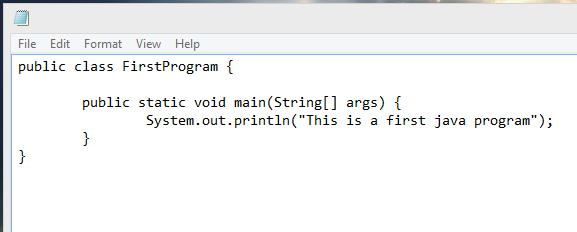 File Edit Format View Help
public class FirstProgram {
public static void main(String[] args) {
System.out.println("This is a first java program");
}
}